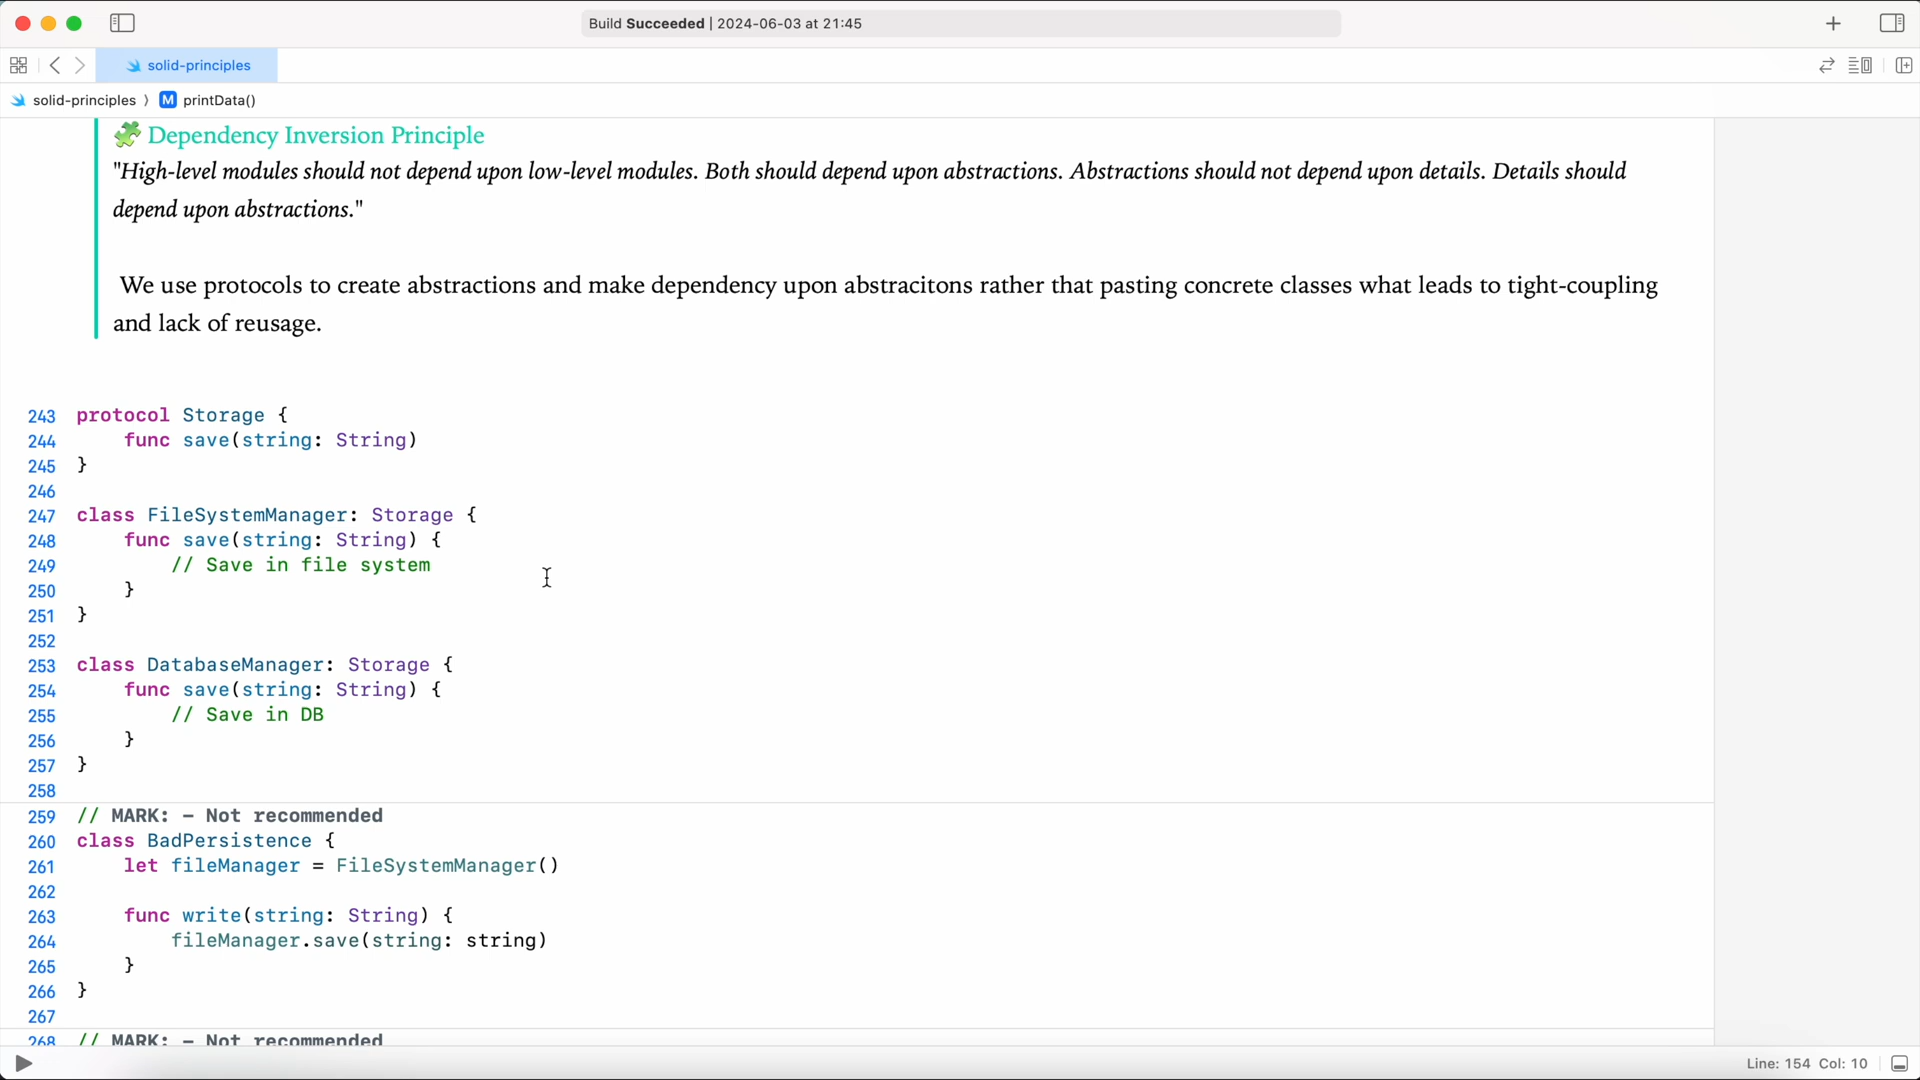 Build Succeeded | 2024-06-03 at 21:45
solid-principles
solid-principles ⟩ M printData()
🧩 Dependency Inversion Principle
"High-level modules should not depend upon low-level modules. Both should depend upon abstractions. Abstractions should not depend upon details. Details should
depend upon abstractions."
We use protocols to create abstractions and make dependency upon abstracitons rather that pasting concrete classes what leads to tight-coupling
and lack of reusage.
243 protocol Storage {
244     func save(string: String)
245 }
246
247 class FileSystemManager: Storage {
248     func save(string: String) {
249         // Save in file system
250     }
251 }
252
253 class DatabaseManager: Storage {
254     func save(string: String) {
255         // Save in DB
256     }
257 }
258
259 // MARK: - Not recommended
260 class BadPersistence {
261     let fileManager = FileSystemManager()
262
263     func write(string: String) {
264         fileManager.save(string: string)
265     }
266 }
267
268 // MARK: - Not recommended
Line: 154 Col: 10